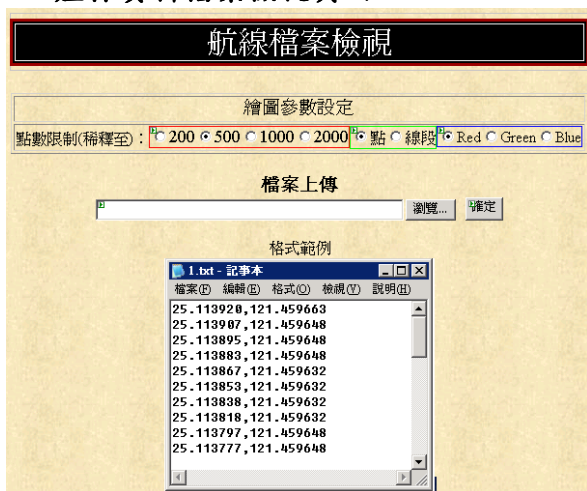 航線檔案檢視
繪圖參數設定
點數限制(稀釋至)： 200 500 1000 2000 點 線段 Red Green Blue
檔案上傳
瀏覽... 確定
格式範例
1.txt - 記事本
檔案(F) 編輯(E) 格式(O) 檢視(V) 說明(H)
25.113920,121.459663
25.113907,121.459648
25.113895,121.459648
25.113883,121.459648
25.113867,121.459632
25.113853,121.459632
25.113838,121.459632
25.113818,121.459632
25.113797,121.459648
25.113777,121.459648